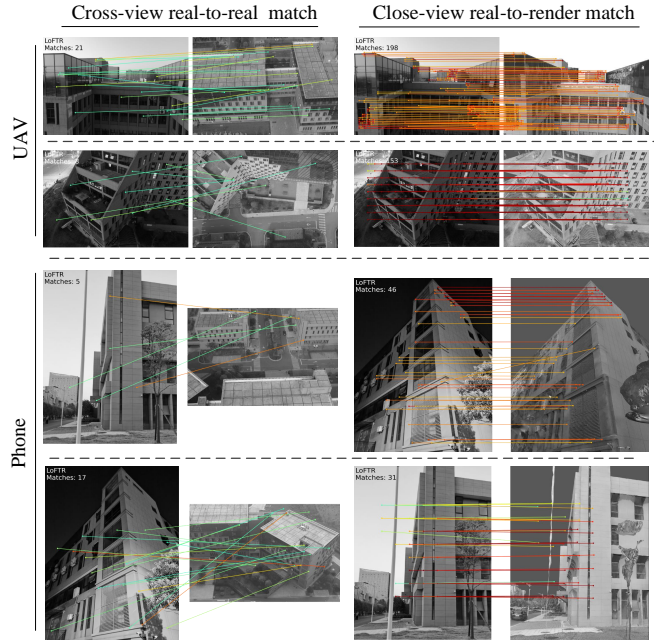 Cross-view real-to-real match
Close-view real-to-render match
UAV
LoFTR
Matches: 21
LoFTR
Matches: 198
LoFTR
Matches: 8
LoFTR
153
Phone
LoFTR
Matches: 5
LoFTR
Matches: 46
LoFTR
Matches: 17
LoFTR
Matches: 31